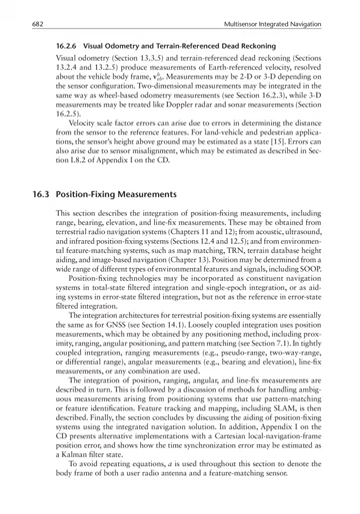 682 Multisensor Integrated Navigation
16.2.6 Visual Odometry and Terrain-Referenced Dead Reckoning
Visual odometry (Section 13.3.5) and terrain-referenced dead reckoning (Sections
13.2.4 and 13.2.5) produce measurements of Earth-referenced velocity, resolved
about the vehicle body frame, v. Measurements may be 2-D or 3-D depending on
the sensor configuration. Two-dimensional measurements may be integrated in the
same way as wheel-based odometry measurements (see Section 16.2.3), while 3-D
measurements may be treated like Doppler radar and sonar measurements (Section
16.2.5).
Velocity scale factor errors can arise due to errors in determining the distance
from the sensor to the reference features. For land-vehicle and pedestrian applica-
tions, the sensor's height above ground may be estimated as a state [15]. Errors can
also arise due to sensor misalignment, which may be estimated as described in Sec-
tion I.8.2 of Appendix I on the CD.
16.3 Position-Fixing Measurements
This section describes the integration of position-fixing measurements, including
range, bearing, elevation, and line-fix measurements. These may be obtained from
terrestrial radio navigation systems (Chapters 11 and 12); from acoustic, ultrasound,
and infrared position-fixing systems (Sections 12.4 and 12.5); and from environmen-
tal feature-matching systems, such as map matching, TRN, terrain database height
aiding, and image-based navigation (Chapter 13). Position may be determined from a
wide range of different types of environmental features and signals, including SOOP.
Position-fixing technologies may be incorporated as constituent navigation
systems in total-state filtered integration and single-epoch integration, or as aid-
ing systems in error-state filtered integration, but not as the reference in error-state
filtered integration.
The integration architectures for terrestrial position-fixing systems are essentially
the same as for GNSS (see Section 14.1). Loosely coupled integration uses position
measurements, which may be obtained by any positioning method, including prox-
imity, ranging, angular positioning, and pattern matching (see Section 7.1). In tightly
coupled integration, ranging measurements (e.g., pseudo-range, two-way-range,
or differential range), angular measurements (e.g., bearing and elevation), line-fix
measurements, or any combination are used.
The integration of position, ranging, angular, and line-fix measurements are
described in turn. This is followed by a discussion of methods for handling ambig-
uous measurements arising from positioning systems that use pattern-matching
or feature identification. Feature tracking and mapping, including SLAM, is then
described. Finally, the section concludes by discussing the aiding of position-fixing
systems using the integrated navigation solution. In addition, Appendix I on the
CD presents alternative implementations with a Cartesian local-navigation-frame
position error, and shows how the time synchronization error may be estimated as
a Kalman filter state.
To avoid repeating equations, a is used throughout this section to denote the
body frame of both a user radio antenna and a feature-matching sensor.